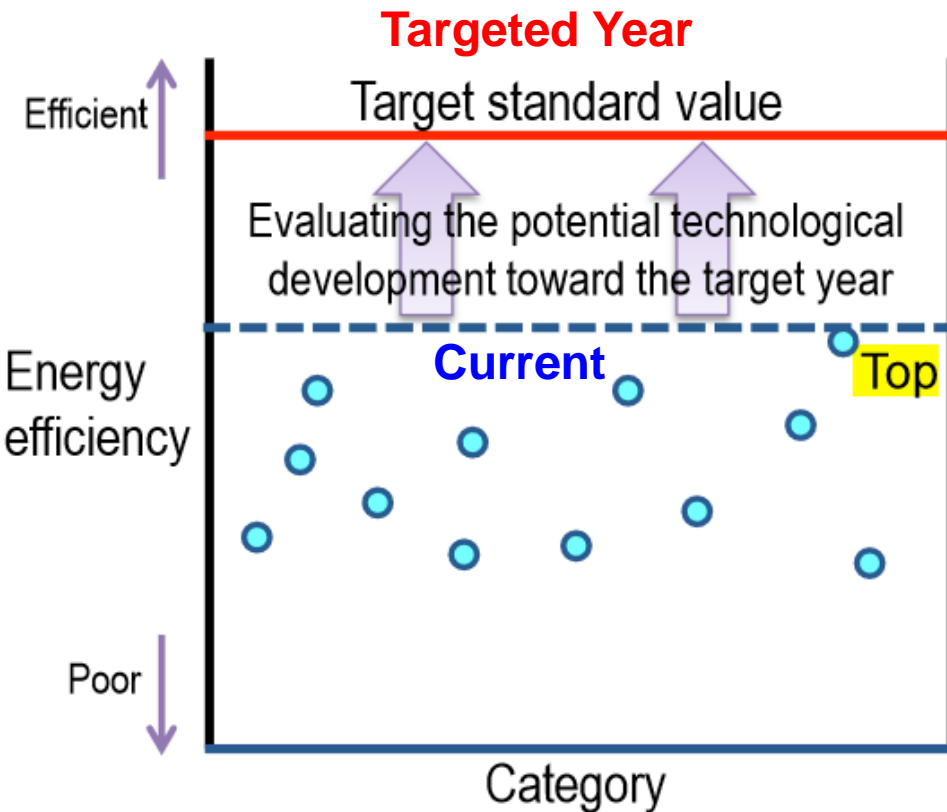 Targeted Year
Efficient
Target standard value
Evaluating the potential technological
development toward the target year
Current
Top
Energy
efficiency
Poor
Category